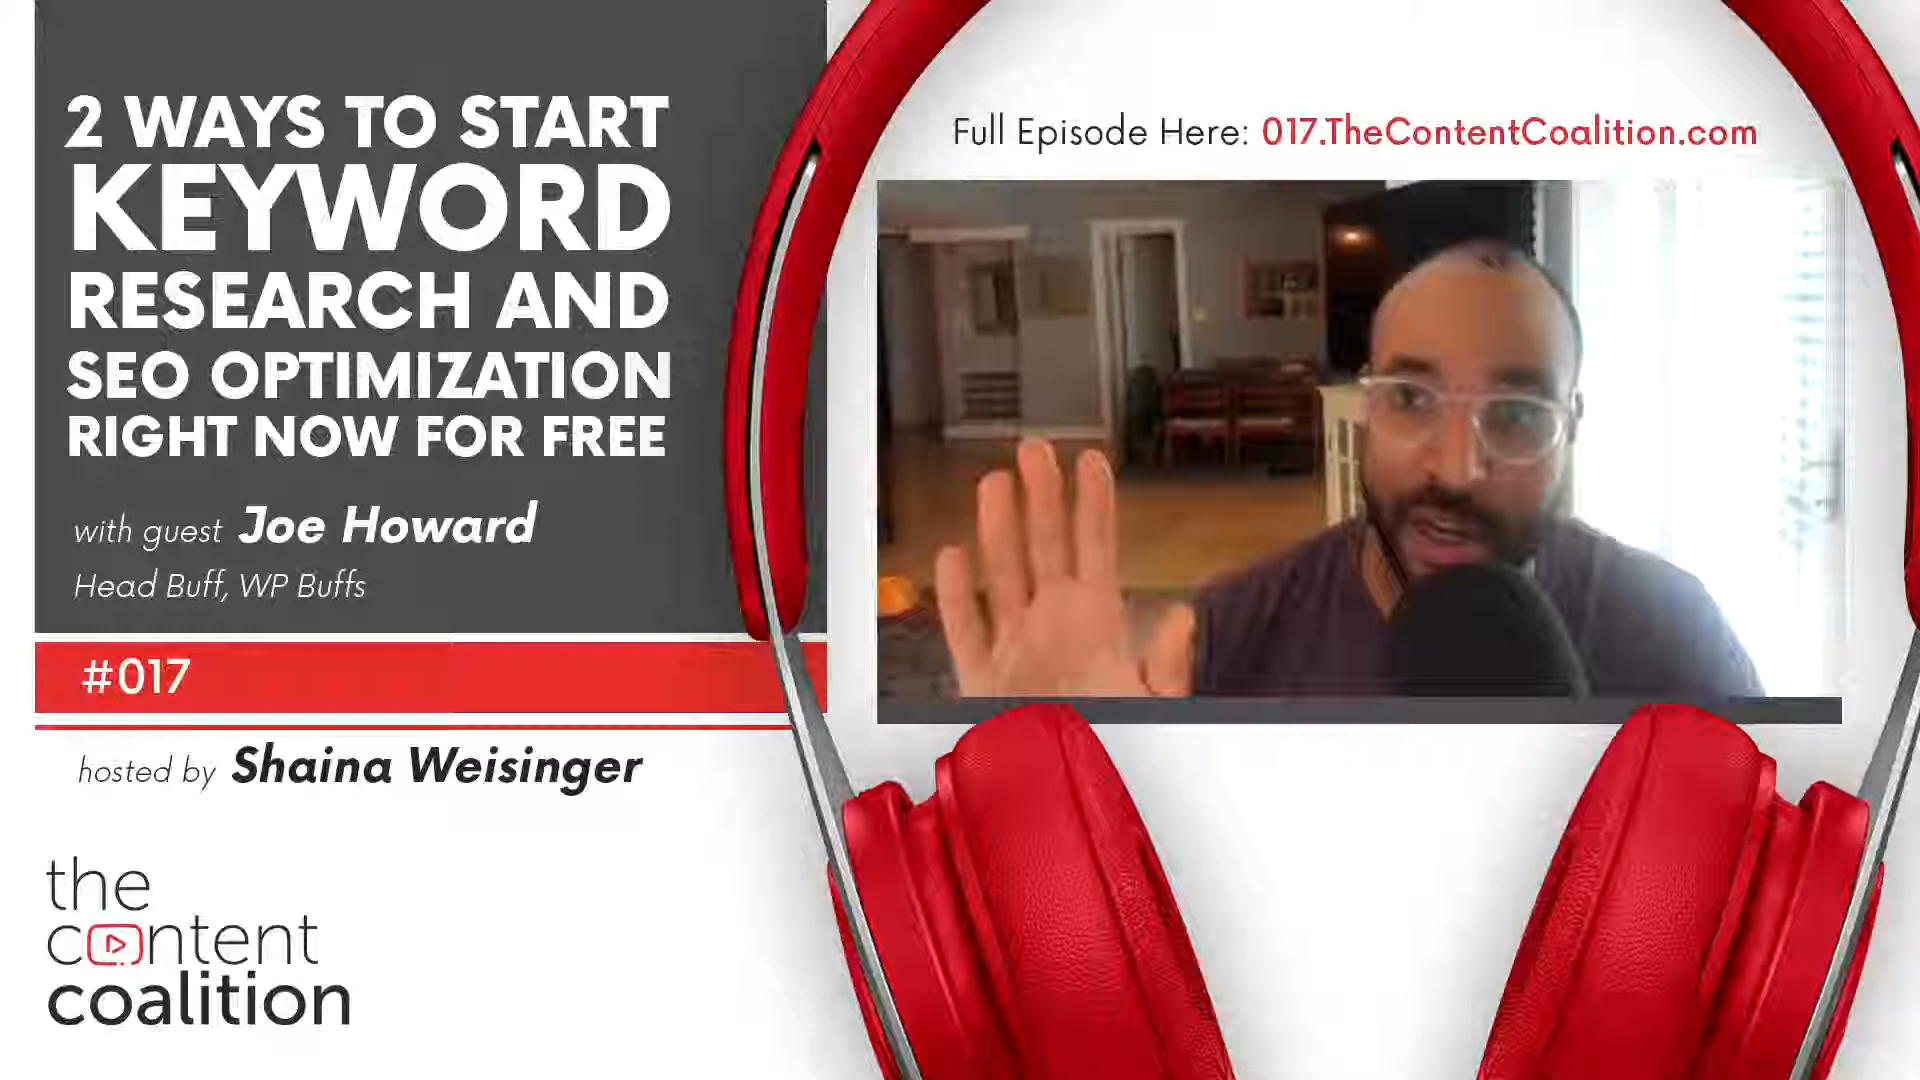 2 WAYS TO START
KEYWORD
RESEARCH AND
SEO OPTIMIZATION
RIGHT NOW FOR FREE
with guest Joe Howard
Head Buff, WP Buffs
#017
hosted by Shaina Weisinger
the
content
coalition
Full Episode Here: 017.TheContentCoalition.com